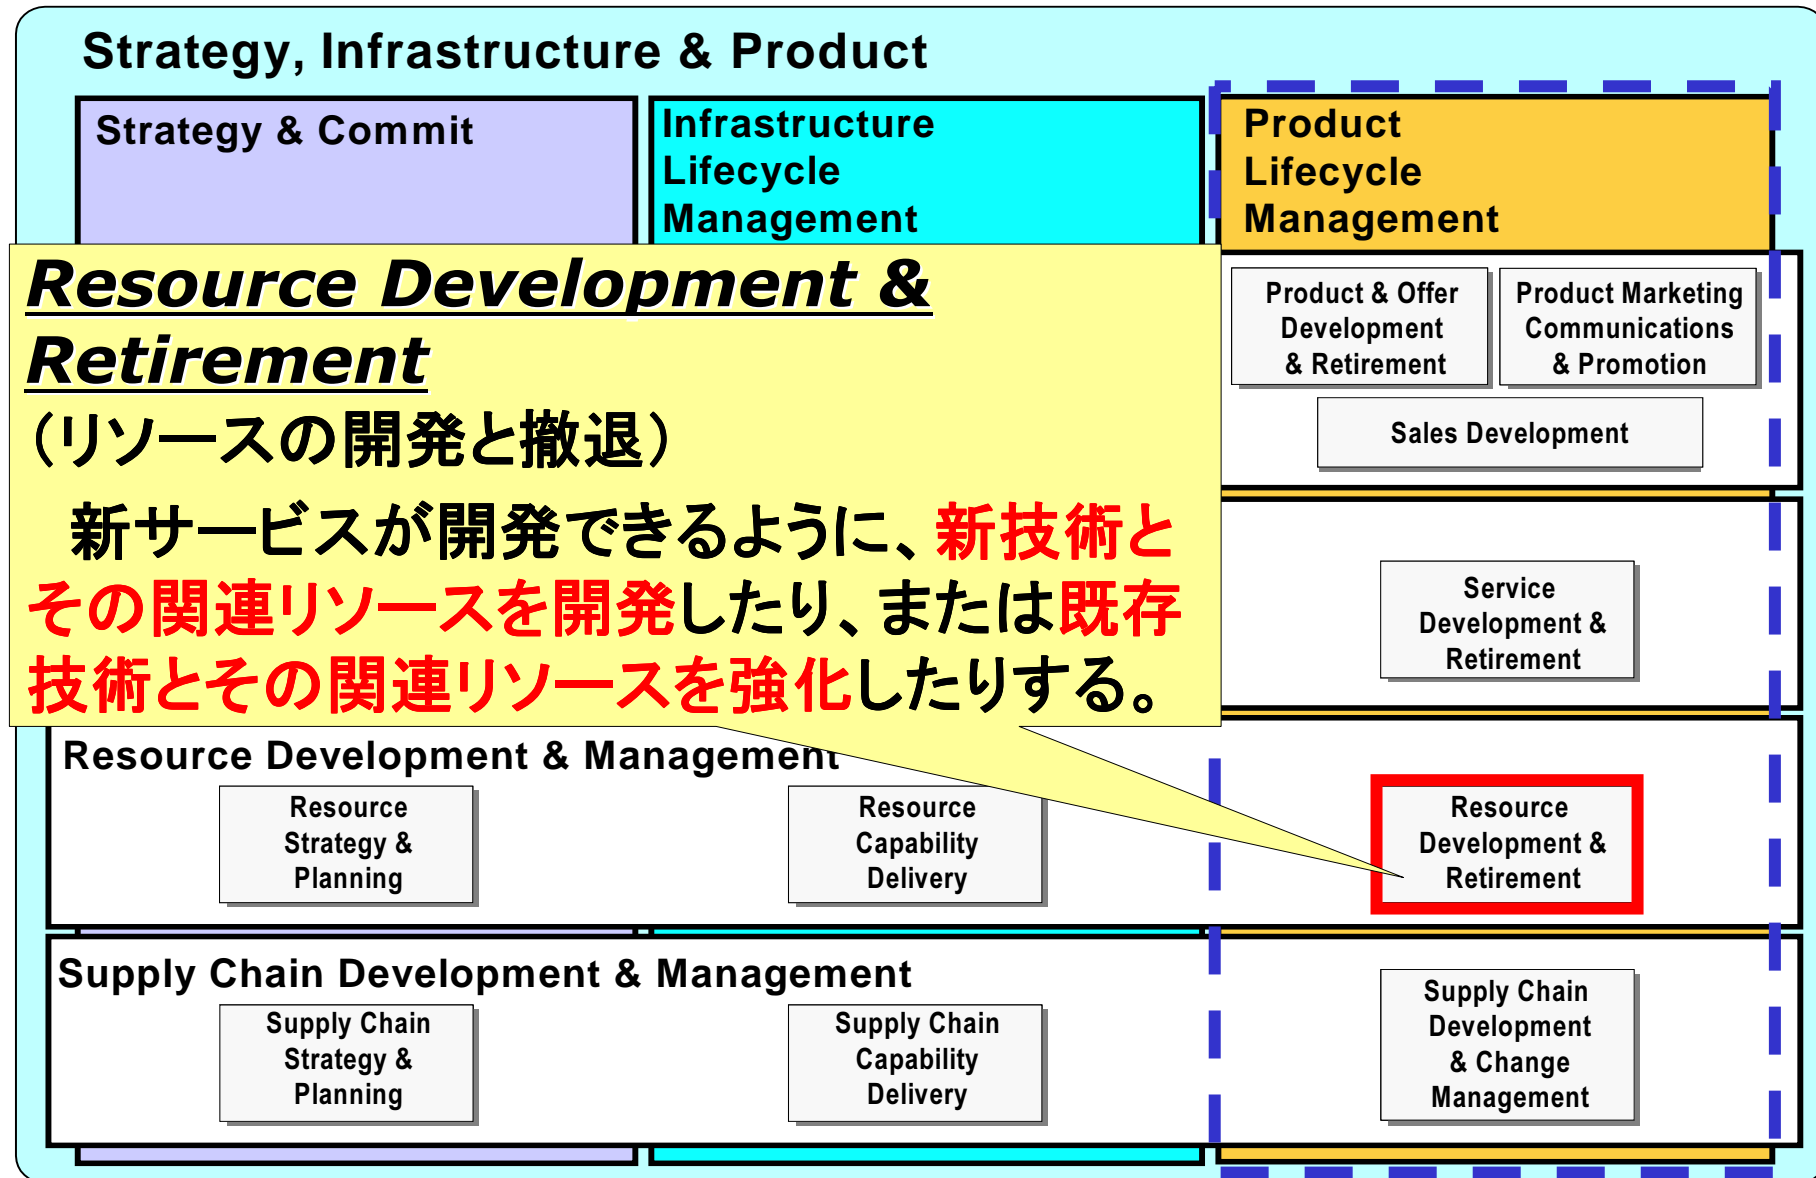 Strategy, Infrastructure & Product
Strategy & Commit
Infrastructure
Lifecycle
Management
Product
Lifecycle
Management
Resource Development &
Retirement
（リソースの開発と撤退）
新サービスが開発できるように、新技術と
その関連リソースを開発したり、または既存
技術とその関連リソースを強化したりする。
Product & Offer
Development
& Retirement
Product Marketing
Communications
& Promotion
Sales Development
Service
Development &
Retirement
Resource Development & Management
Resource
Strategy &
Planning
Resource
Capability
Delivery
Resource
Development &
Retirement
Supply Chain Development & Management
Supply Chain
Strategy &
Planning
Supply Chain
Capability
Delivery
Supply Chain
Development
& Change
Management